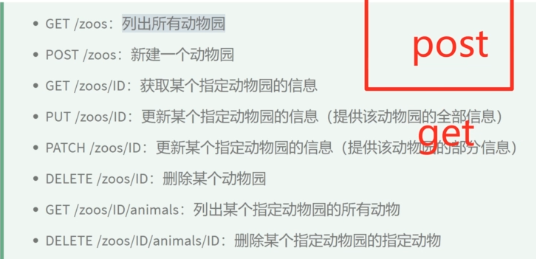 GET /zoos：列出所有动物园
post
POST /zoos：新建一个动物园
GET /zoos/ID：获取某个指定动物园的信息
PUT /zoos/ID：更新某个指定动物园的信息（提供该动物园的全部信息）
get
PATCH /zoos/ID：更新某个指定动物园的信息（提供该动物园的部分信息）
DELETE /zoos/ID：删除某个动物园
GET /zoos/ID/animals：列出某个指定动物园的所有动物
DELETE /zoos/ID/animals/ID：删除某个指定动物园的指定动物